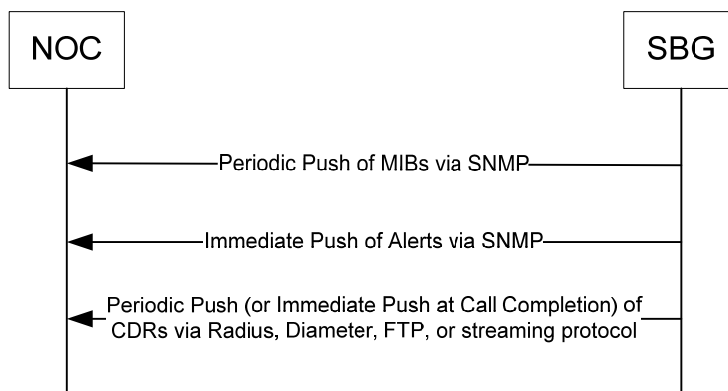 NOC
SBG
Periodic Push of MIBs via SNMP
Immediate Push of Alerts via SNMP
Periodic Push (or Immediate Push at Call Completion) of
CDRs via Radius, Diameter, FTP, or streaming protocol